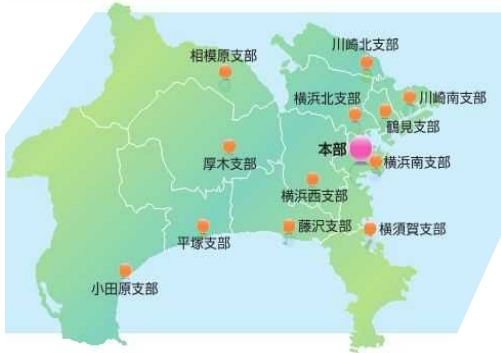 川崎北支部
相模原支部
横浜北支部
川崎南支部
鶴見支部
本部
厚木支部
横浜南支部
横浜西支部
藤沢支部
横須賀支部
平塚支部
小田原支部